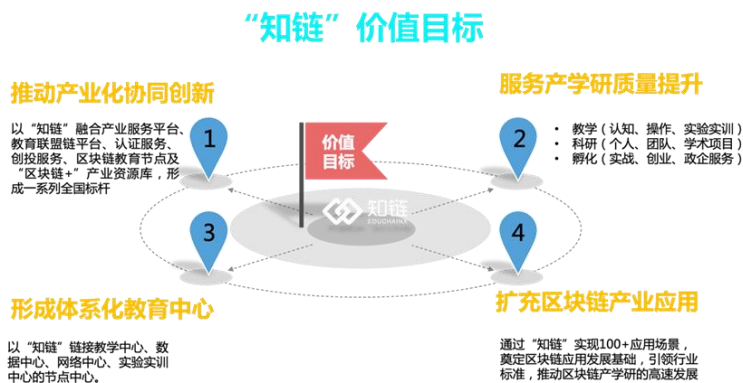 “知链”价值目标
推动产业化协同创新
以“知链”融合产业服务平台、
教育联盟链平台、认证服务、
创投服务、区块链教育节点及
“区块链+”产业资源库，形
成一系列全国标杆
1
价值
目标
服务产学研质量提升
2
• 教学（认知、操作、实验实训）
• 科研（个人、团队、学术项目）
• 孵化（实战、创业、政企服务）
知链
EDUCHAINX
3
形成体系化教育中心
以“知链”链接教学中心、数
据中心、网络中心、实验实训
中心的节点中心。
4
扩充区块链产业应用
通过“知链”实现100+应用场景，
奠定区块链应用发展基础，引领行业
标准，推动区块链产学研的高速发展